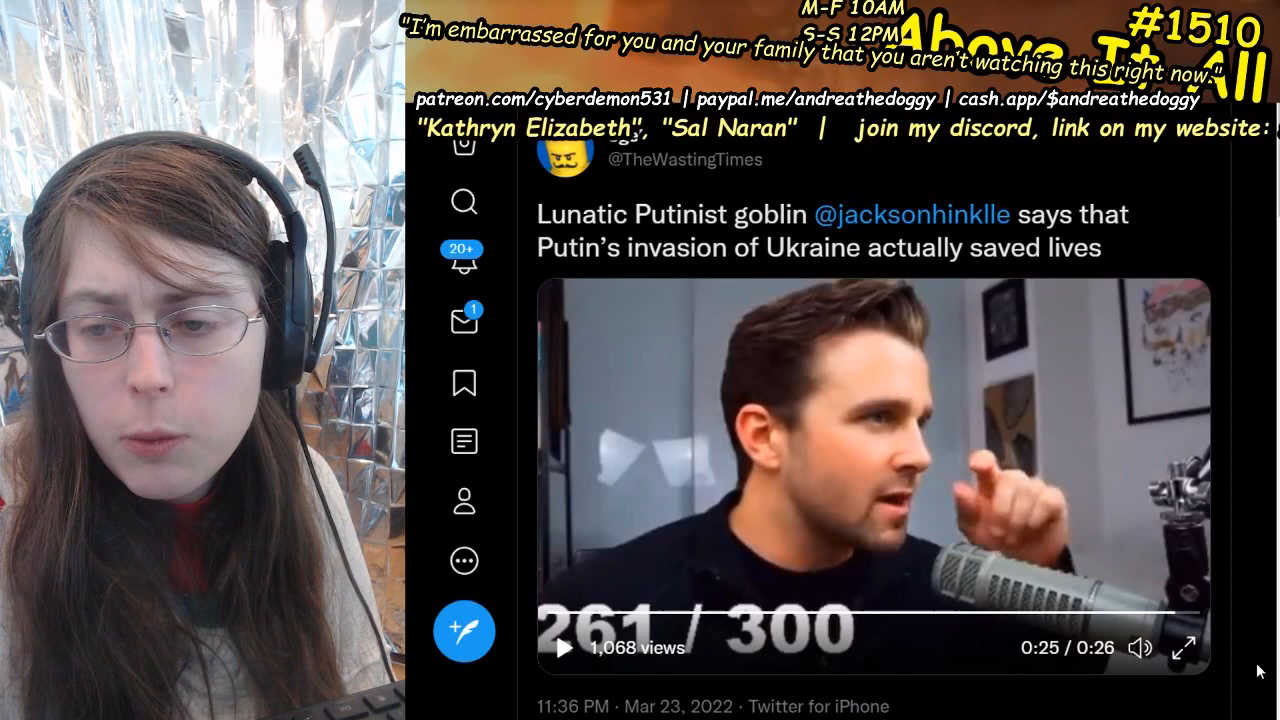 M-F 10AM
S-S 12PM
Above It All
#1510
"I'm embarrassed for you and your family that you aren't watching this right now."
patreon.com/cyberdemon531 | paypal.me/andreathedoggy | cash.app/$andreathedoggy
"Kathryn Elizabeth", "Sal Naran" | join my discord, link on my website:
@TheWastingTimes
Lunatic Putinist goblin @jacksonhinklle says that
Putin's invasion of Ukraine actually saved lives
20+
1
261 / 300
1,068 views
0:25 / 0:26
11:36 PM · Mar 23, 2022 · Twitter for iPhone